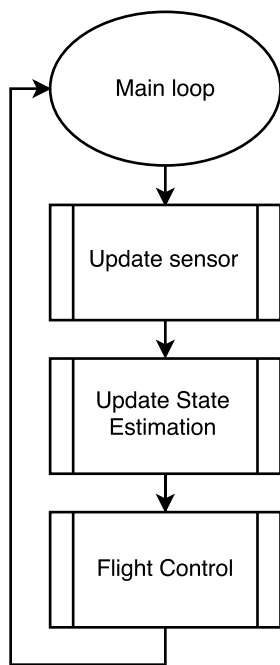 Main loop
Update sensor
Update State
Estimation
Flight Control